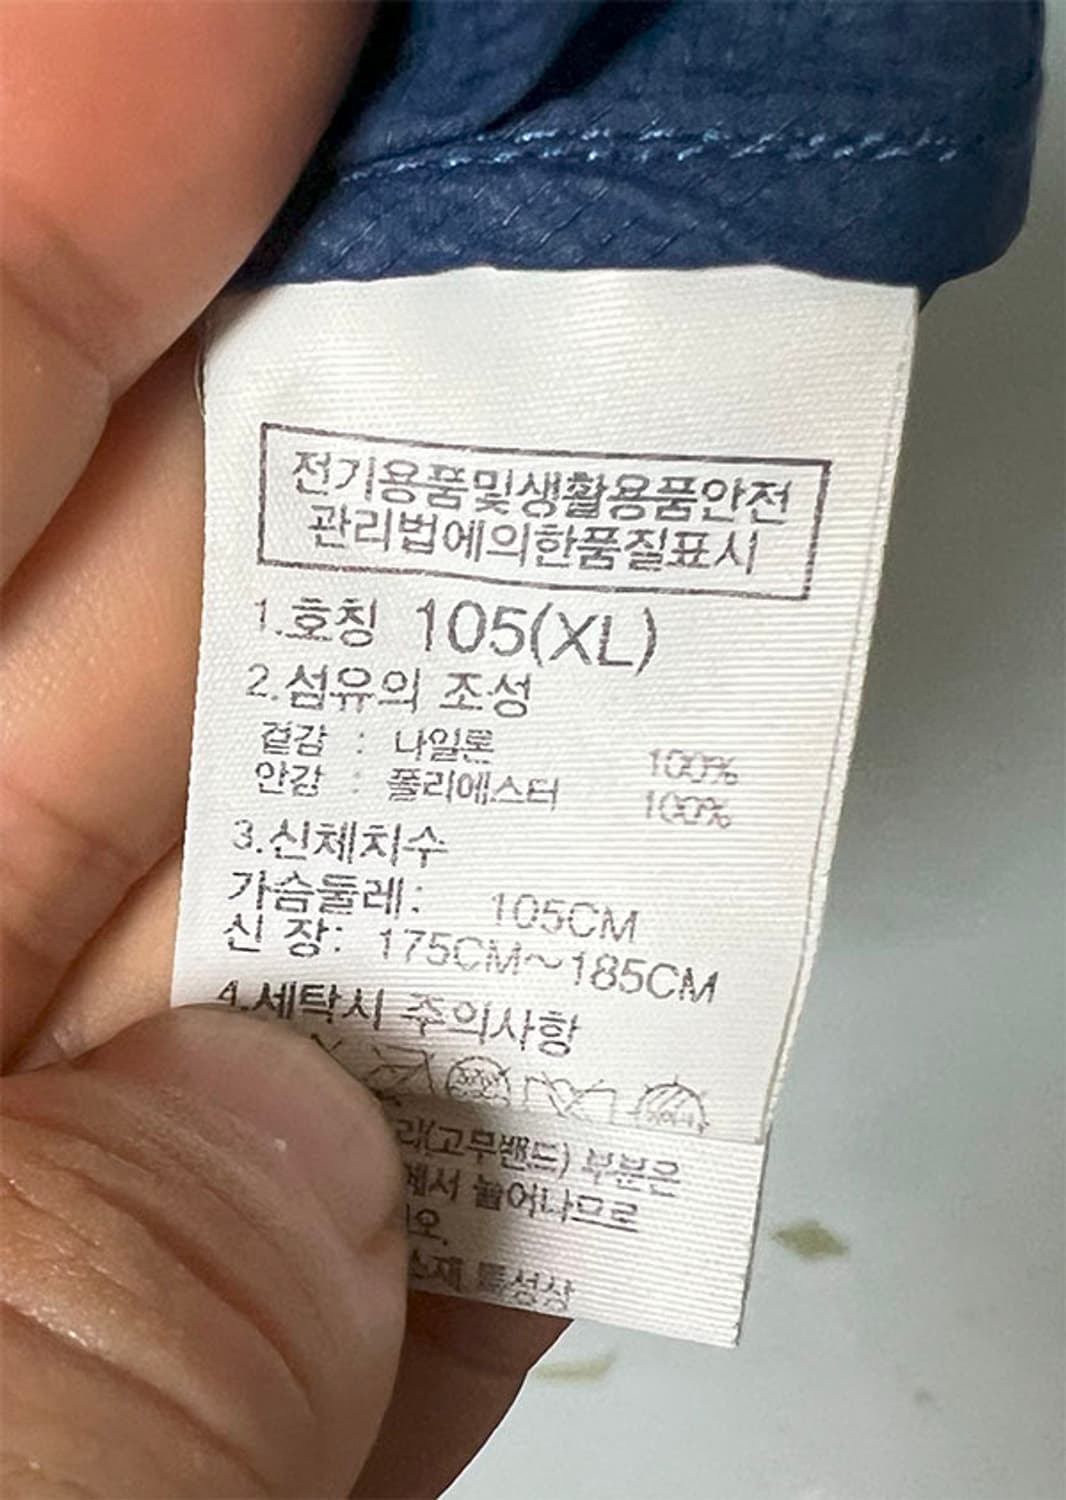 전기용품및생활용품안전
관리법에의한품질표시
1.호칭 105(XL)
2.섬유의 조성
겉감 : 나일론 100%
안감 : 폴리에스터 100%
3.신체치수
가슴둘레: 105CM
신 장: 175CM~185CM
4.세탁시 주의사항
(고무밴드) 부분은
에서 늘어나므로
오.
소재 특성상